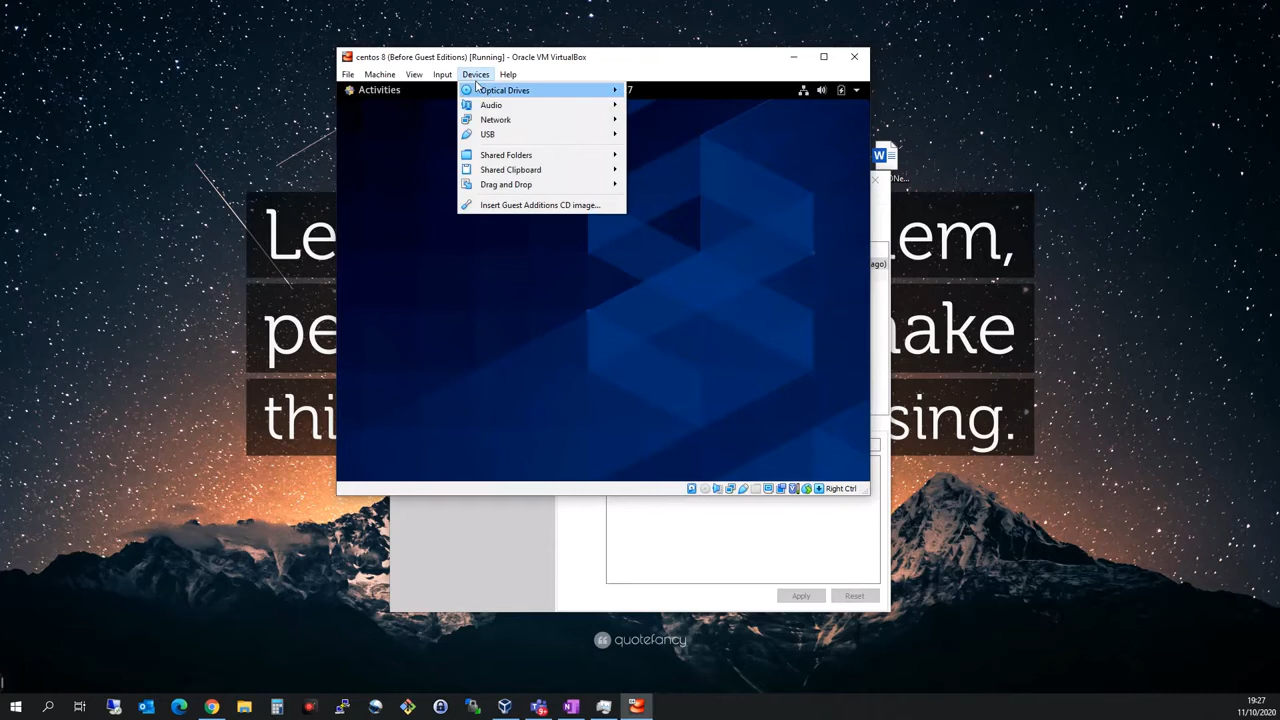 centos 8 (Before Guest Editions) [Running] - Oracle VM VirtualBox
File Machine View Input Devices Help
Activities
7
Optical Drives
Audio
Network
USB
Shared Folders
Shared Clipboard
Drag and Drop
Insert Guest Additions CD image...
Right Ctrl
ago)
Le em,
pe ake
thi sing.
Apply Reset
quotefancy
19:27
11/10/2020